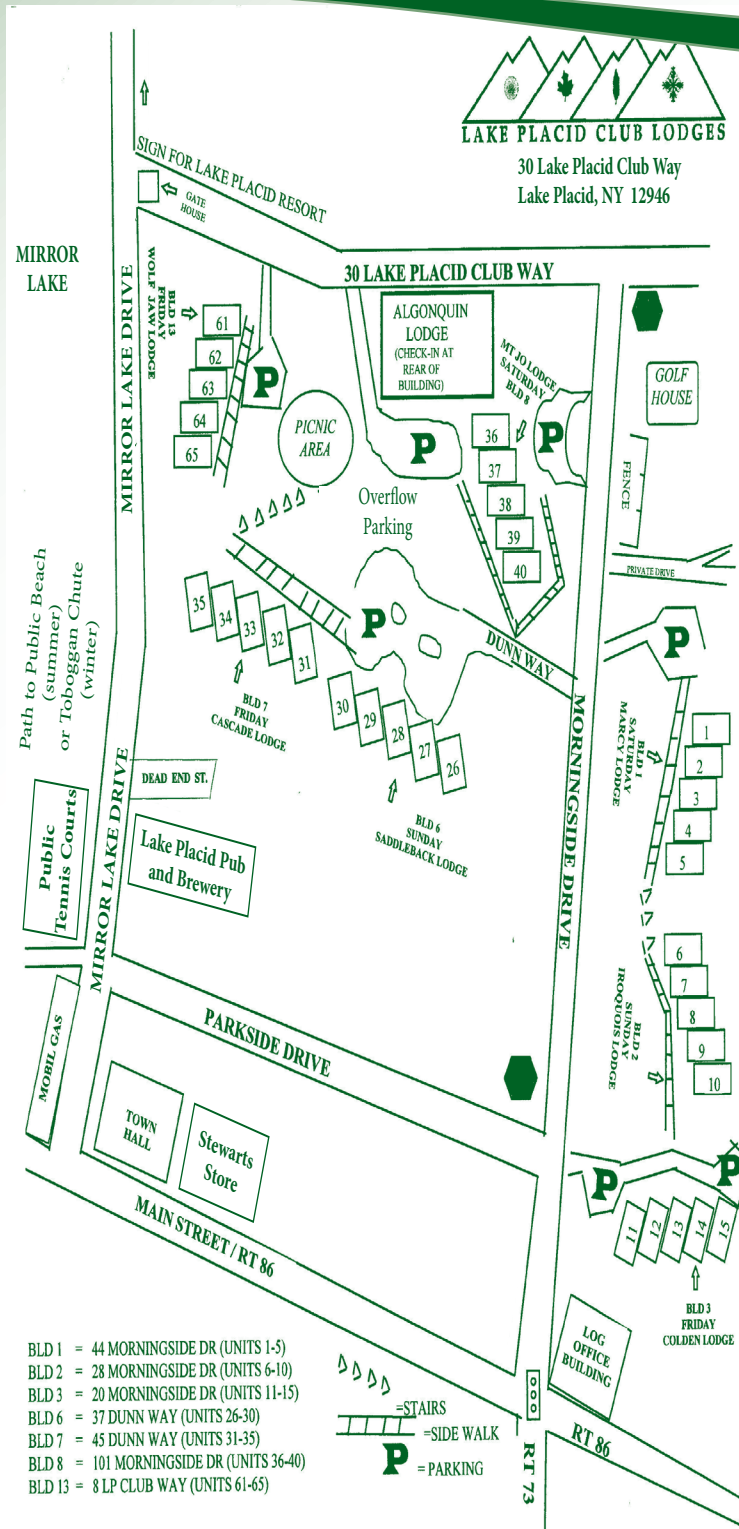 LAKE PLACID CLUB LODGES
30 Lake Placid Club Way
Lake Placid, NY 12946
SIGN FOR LAKE PLACID RESORT
GATE
HOUSE
MIRROR
LAKE
30 LAKE PLACID CLUB WAY
MIRROR LAKE DRIVE
BLD 13
FRIDAY
WOLF JAW LODGE
61
62
63
64
65
P
PICNIC
AREA
ALGONQUIN
LODGE
(CHECK-IN AT
REAR OF
BUILDING)
MT JO LODGE
SATURDAY
BLD 8
P
P
36
37
38
39
40
GOLF
HOUSE
FENCE
PRIVATE DRIVE
Overflow
Parking
P
DUNN WAY
35
34
33
32
31
BLD 7
FRIDAY
CASCADE LODGE
30
29
28
27
26
BLD 6
SUNDAY
SADDLEBACK LODGE
Path to Public Beach
(summer)
or Toboggan Chute
(winter)
P
MORNINGSIDE DRIVE
BLD 1
SATURDAY
MARCY LODGE
1
2
3
4
5
MIRROR LAKE DRIVE
DEAD END ST.
Public
Tennis Courts
Lake Placid Pub
and Brewery
6
7
8
9
10
BLD 2
SUNDAY
IROQUOIS LODGE
PARKSIDE DRIVE
MOBIL GAS
TOWN
HALL
Stewarts
Store
MAIN STREET / RT 86
P
P
11
12
13
14
15
BLD 3
FRIDAY
COLDEN LODGE
LOG
OFFICE
BUILDING
RT 86
RT 73
BLD 1 = 44 MORNINGSIDE DR (UNITS 1-5)
BLD 2 = 28 MORNINGSIDE DR (UNITS 6-10)
BLD 3 = 20 MORNINGSIDE DR (UNITS 11-15)
BLD 6 = 37 DUNN WAY (UNITS 26-30)
BLD 7 = 45 DUNN WAY (UNITS 31-35)
BLD 8 = 101 MORNINGSIDE DR (UNITS 36-40)
BLD 13 = 8 LP CLUB WAY (UNITS 61-65)
=STAIRS
=SIDE WALK
P = PARKING